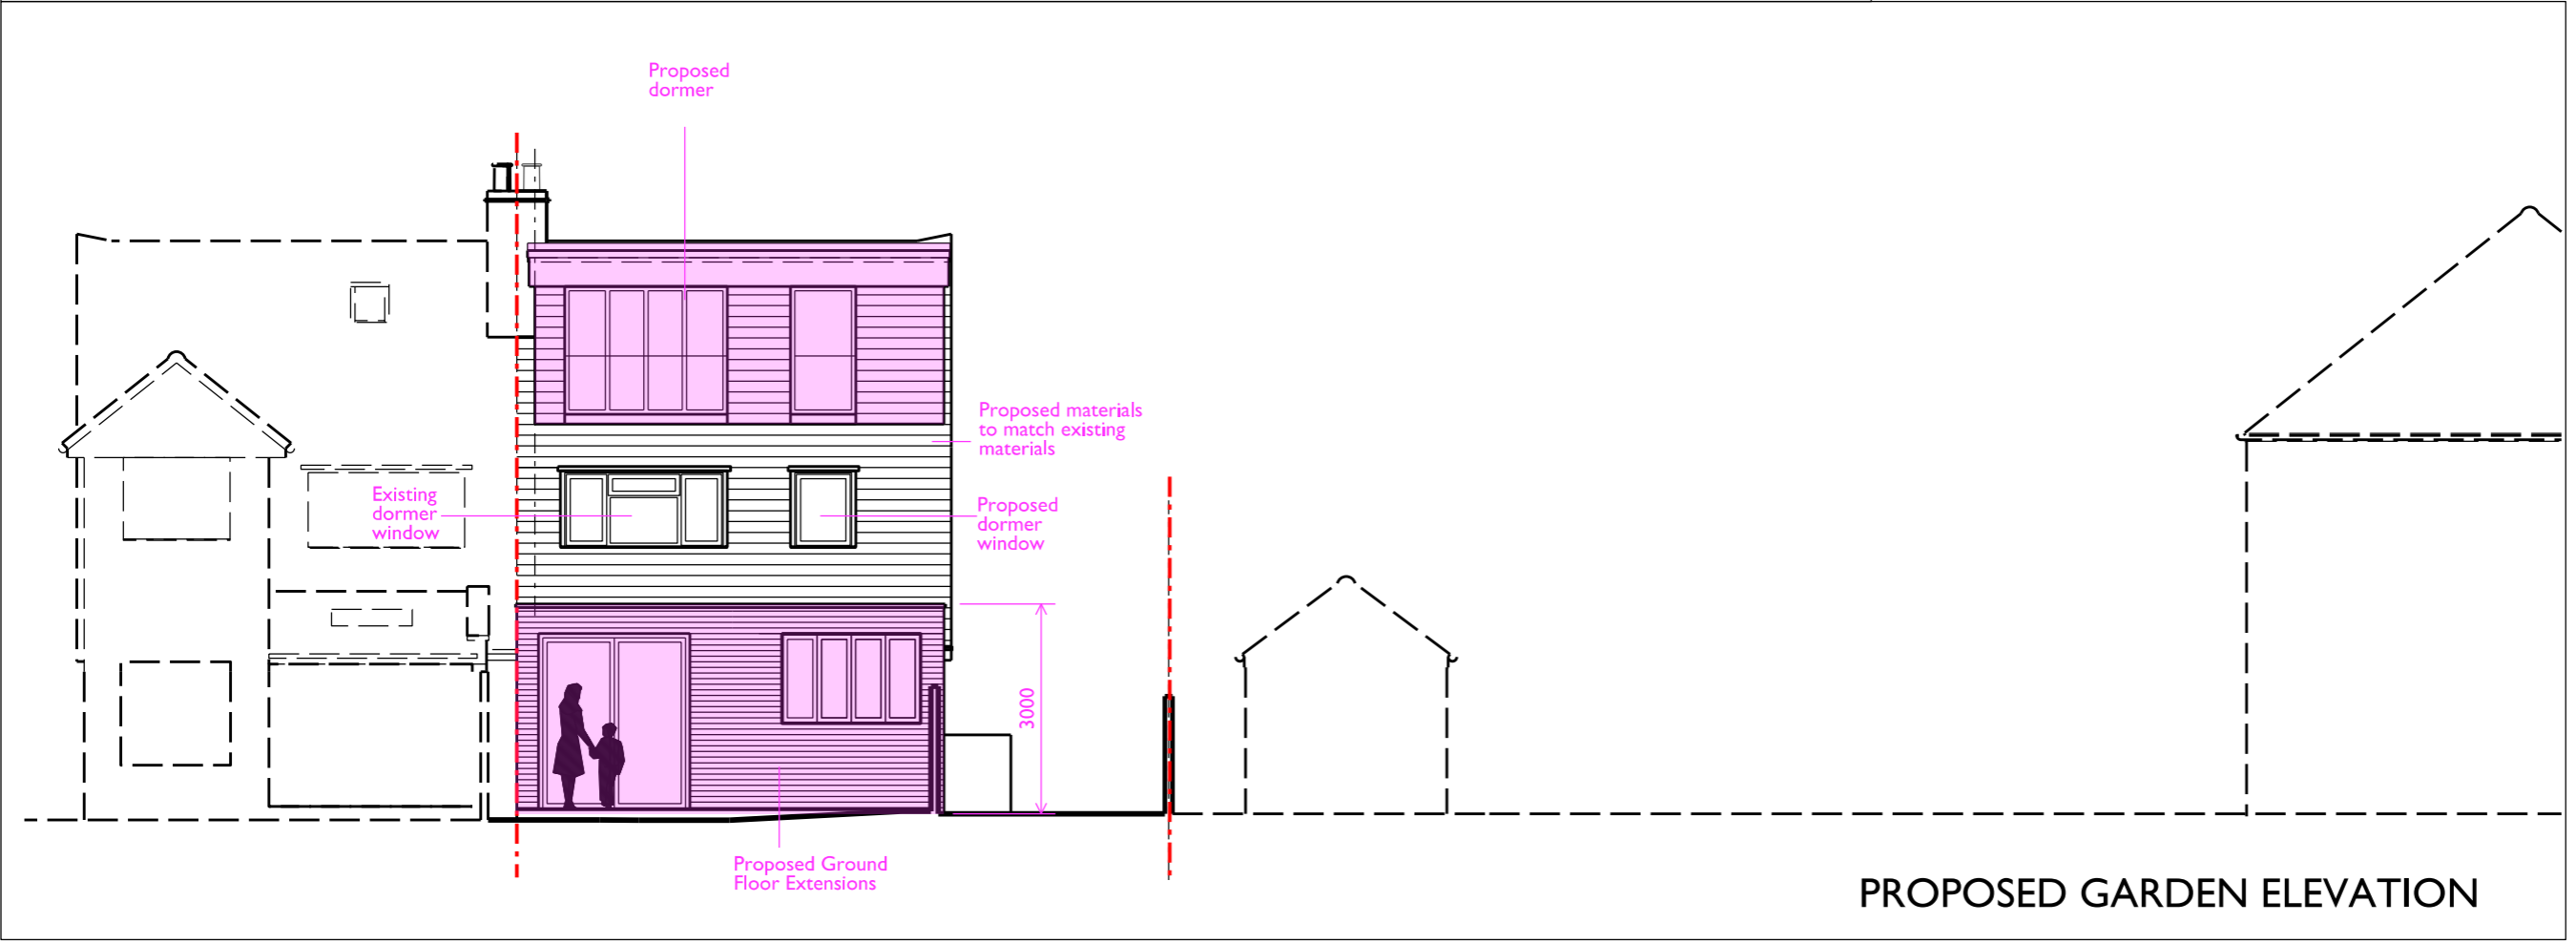 Proposed
dormer
Proposed materials
to match existing
materials
Existing
dormer
window
Proposed
dormer
window
3000
Proposed Ground
Floor Extensions
PROPOSED GARDEN ELEVATION